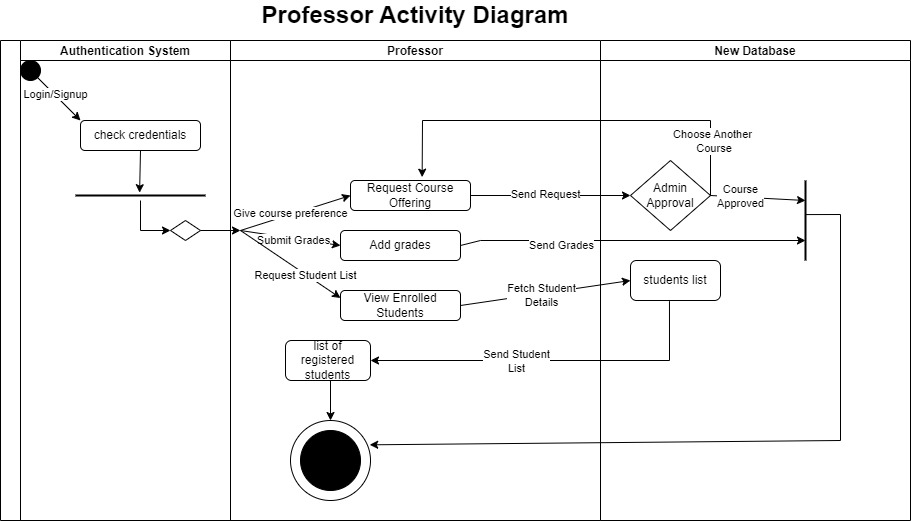 Professor Activity Diagram
Authentication System
Professor
New Database
Login/Signup
check credentials
Choose Another
Course
Request Course
Offering
Send Request
Admin
Approval
Course
Approved
Give course preference
Submit Grades
Add grades
Send Grades
Request Student List
View Enrolled
Students
Fetch Student
Details
students list
list of
registered
students
Send Student
List